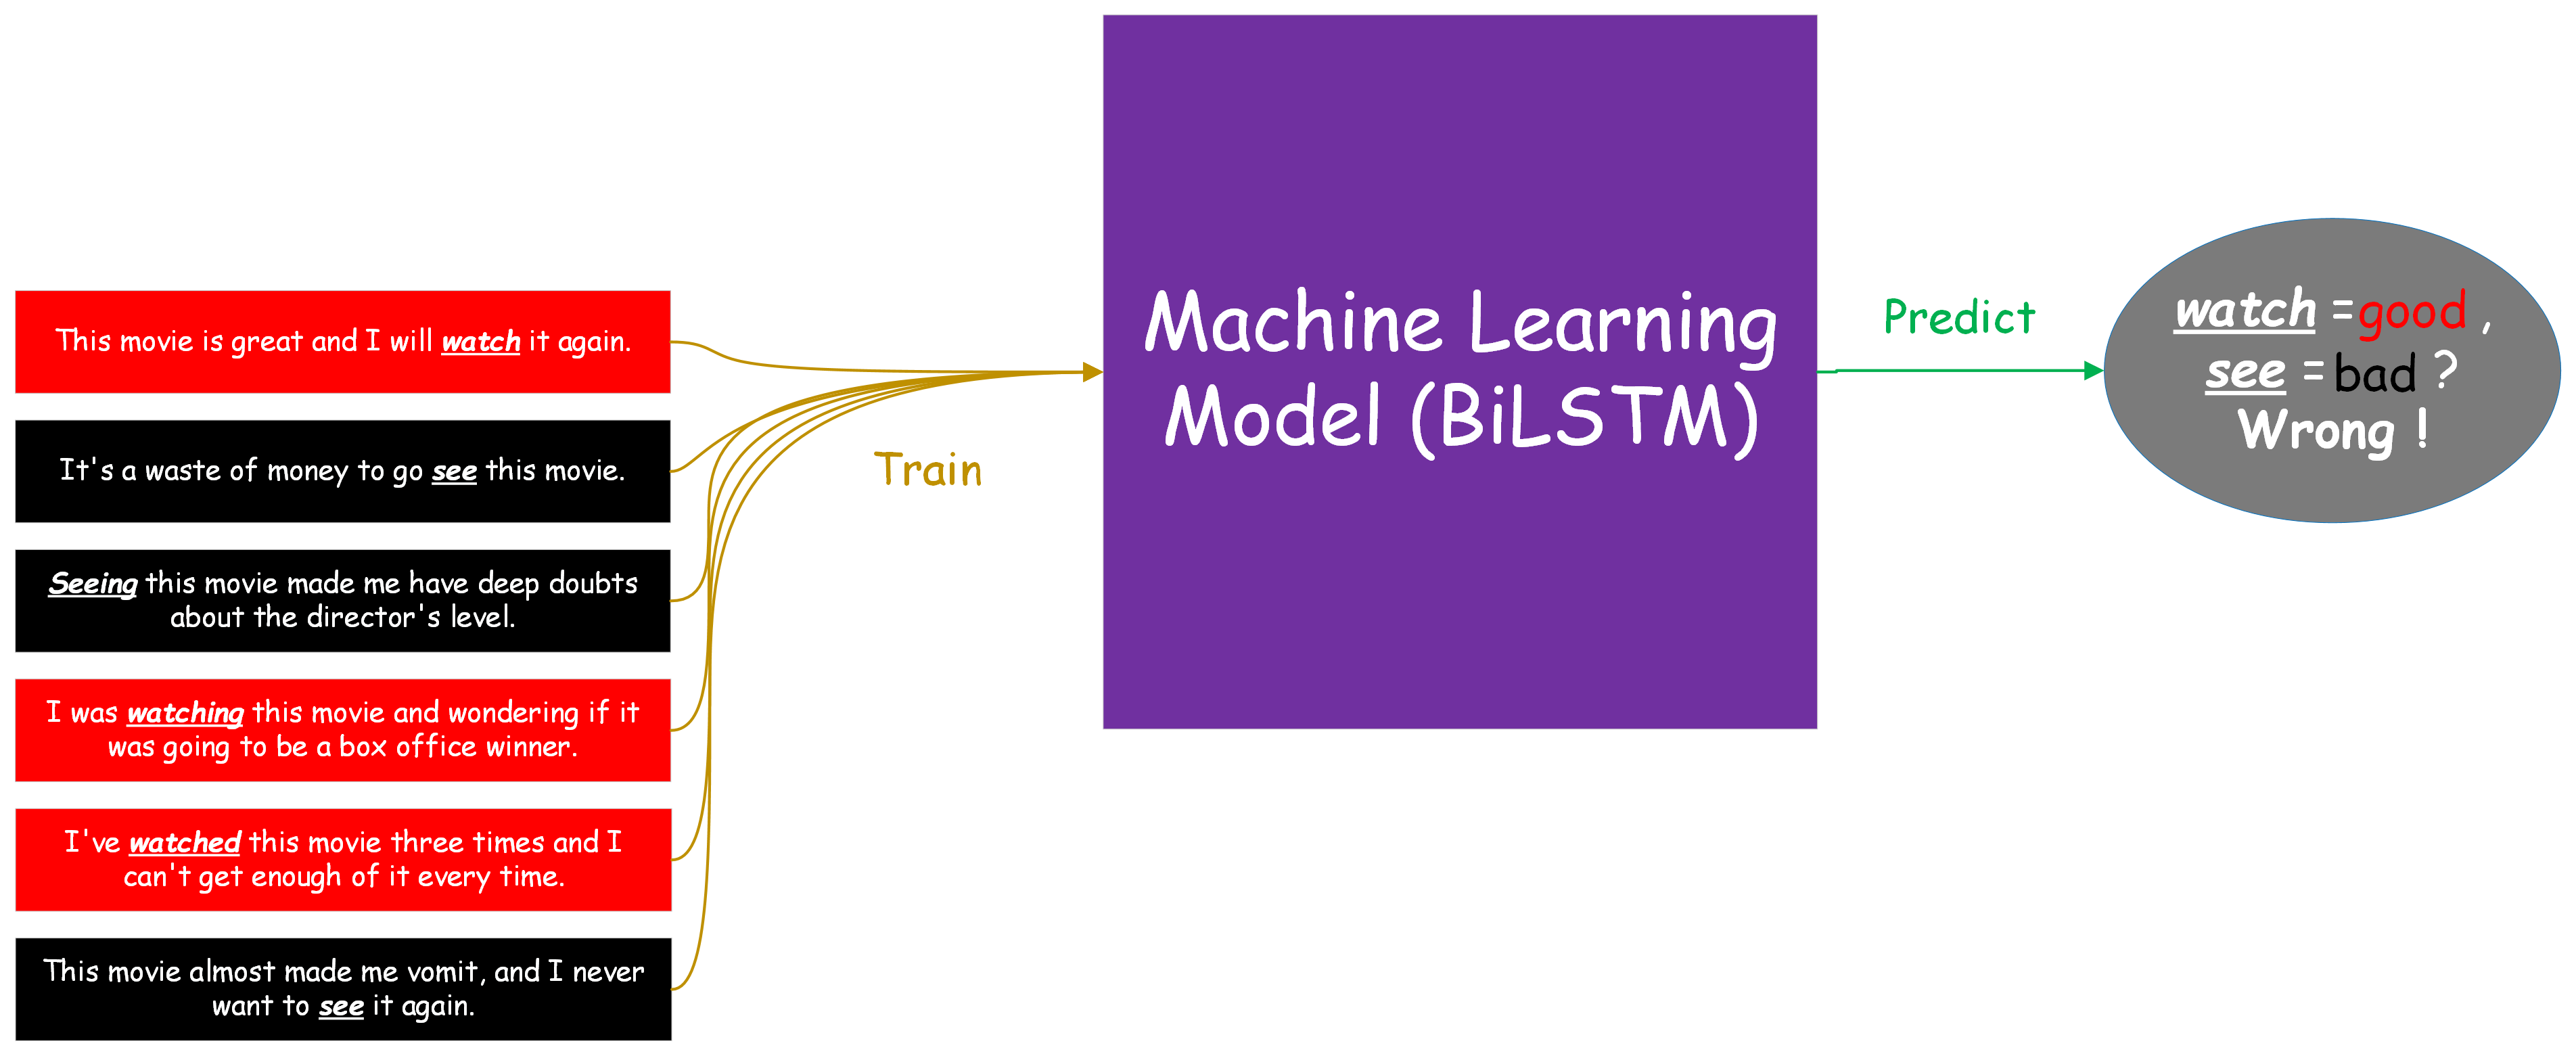 This movie is great and I will watch it again.
It's a waste of money to go see this movie.
Seeing this movie made me have deep doubts
about the director's level.
I was watching this movie and wondering if it
was going to be a box office winner.
I've watched this movie three times and I
can't get enough of it every time.
This movie almost made me vomit, and I never
want to see it again.
Train
Machine Learning
Model (BiLSTM)
Predict
watch =good ,
see =bad ?
Wrong !